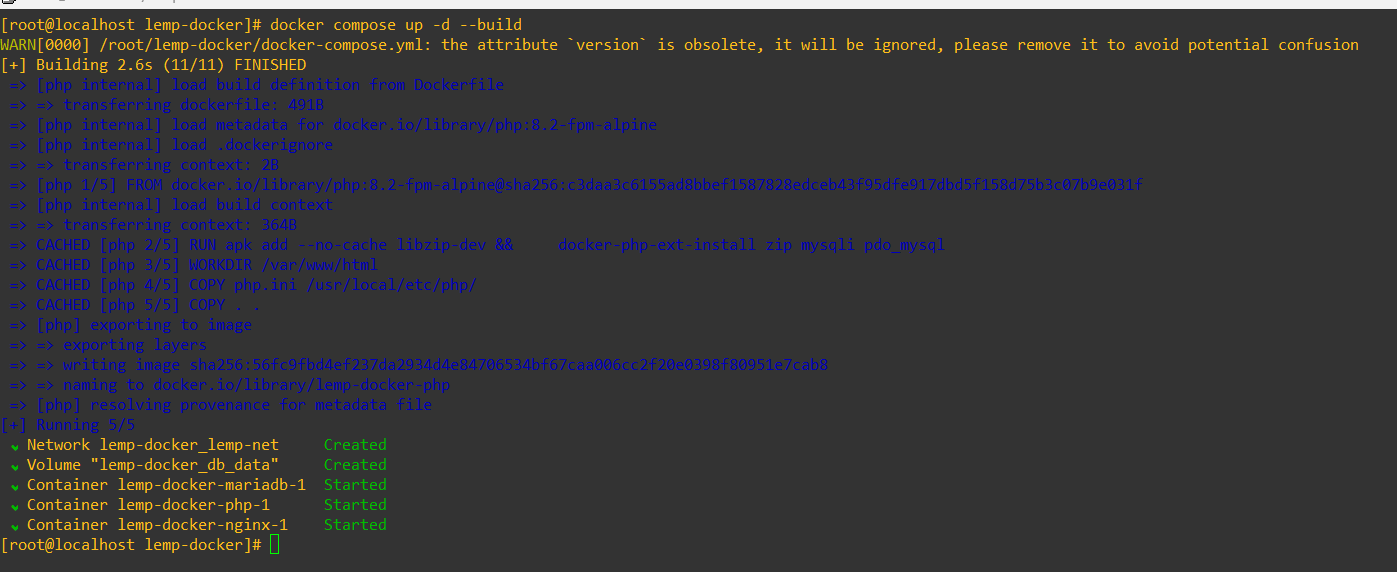 [root@localhost lemp-docker]# docker compose up -d --build
WARN[0000] /root/lemp-docker/docker-compose.yml: the attribute `version` is obsolete, it will be ignored, please remove it to avoid potential confusion
[+] Building 2.6s (11/11) FINISHED
=> [php internal] load build definition from Dockerfile
=> => transferring dockerfile: 491B
=> [php internal] load metadata for docker.io/library/php:8.2-fpm-alpine
=> [php internal] load .dockerignore
=> => transferring context: 2B
=> [php 1/5] FROM docker.io/library/php:8.2-fpm-alpine@sha256:c3daa3c6155ad8bbef1587828edceb43f95dfe917dbd5f158d75b3c07b9e031f
=> [php internal] load build context
=> => transferring context: 364B
=> CACHED [php 2/5] RUN apk add --no-cache libzip-dev &&     docker-php-ext-install zip mysqli pdo_mysql
=> CACHED [php 3/5] WORKDIR /var/www/html
=> CACHED [php 4/5] COPY php.ini /usr/local/etc/php/
=> CACHED [php 5/5] COPY . .
=> [php] exporting to image
=> => exporting layers
=> => writing image sha256:56fc9fbd4ef237da2934d4e84706534bf67caa006cc2f20e0398f80951e7cab8
=> => naming to docker.io/library/lemp-docker-php
=> [php] resolving provenance for metadata file
[+] Running 5/5
✔ Network lemp-docker_lemp-net     Created
✔ Volume "lemp-docker_db_data"     Created
✔ Container lemp-docker-mariadb-1  Started
✔ Container lemp-docker-php-1      Started
✔ Container lemp-docker-nginx-1    Started
[root@localhost lemp-docker]#